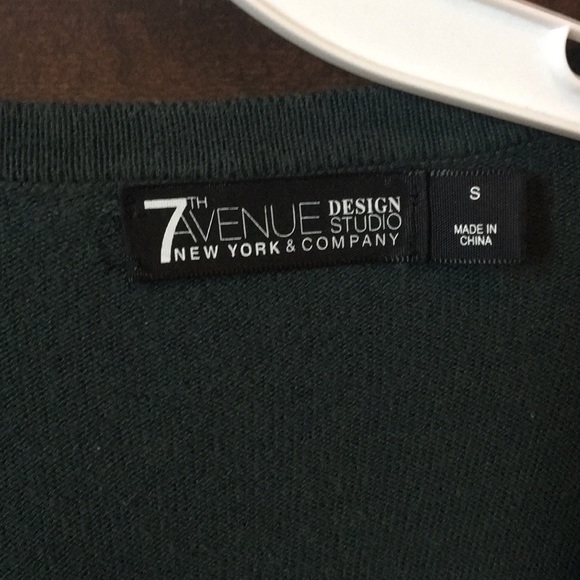 7TH AVENUE DESIGN STUDIO
NEW YORK & COMPANY
S
MADE IN
CHINA